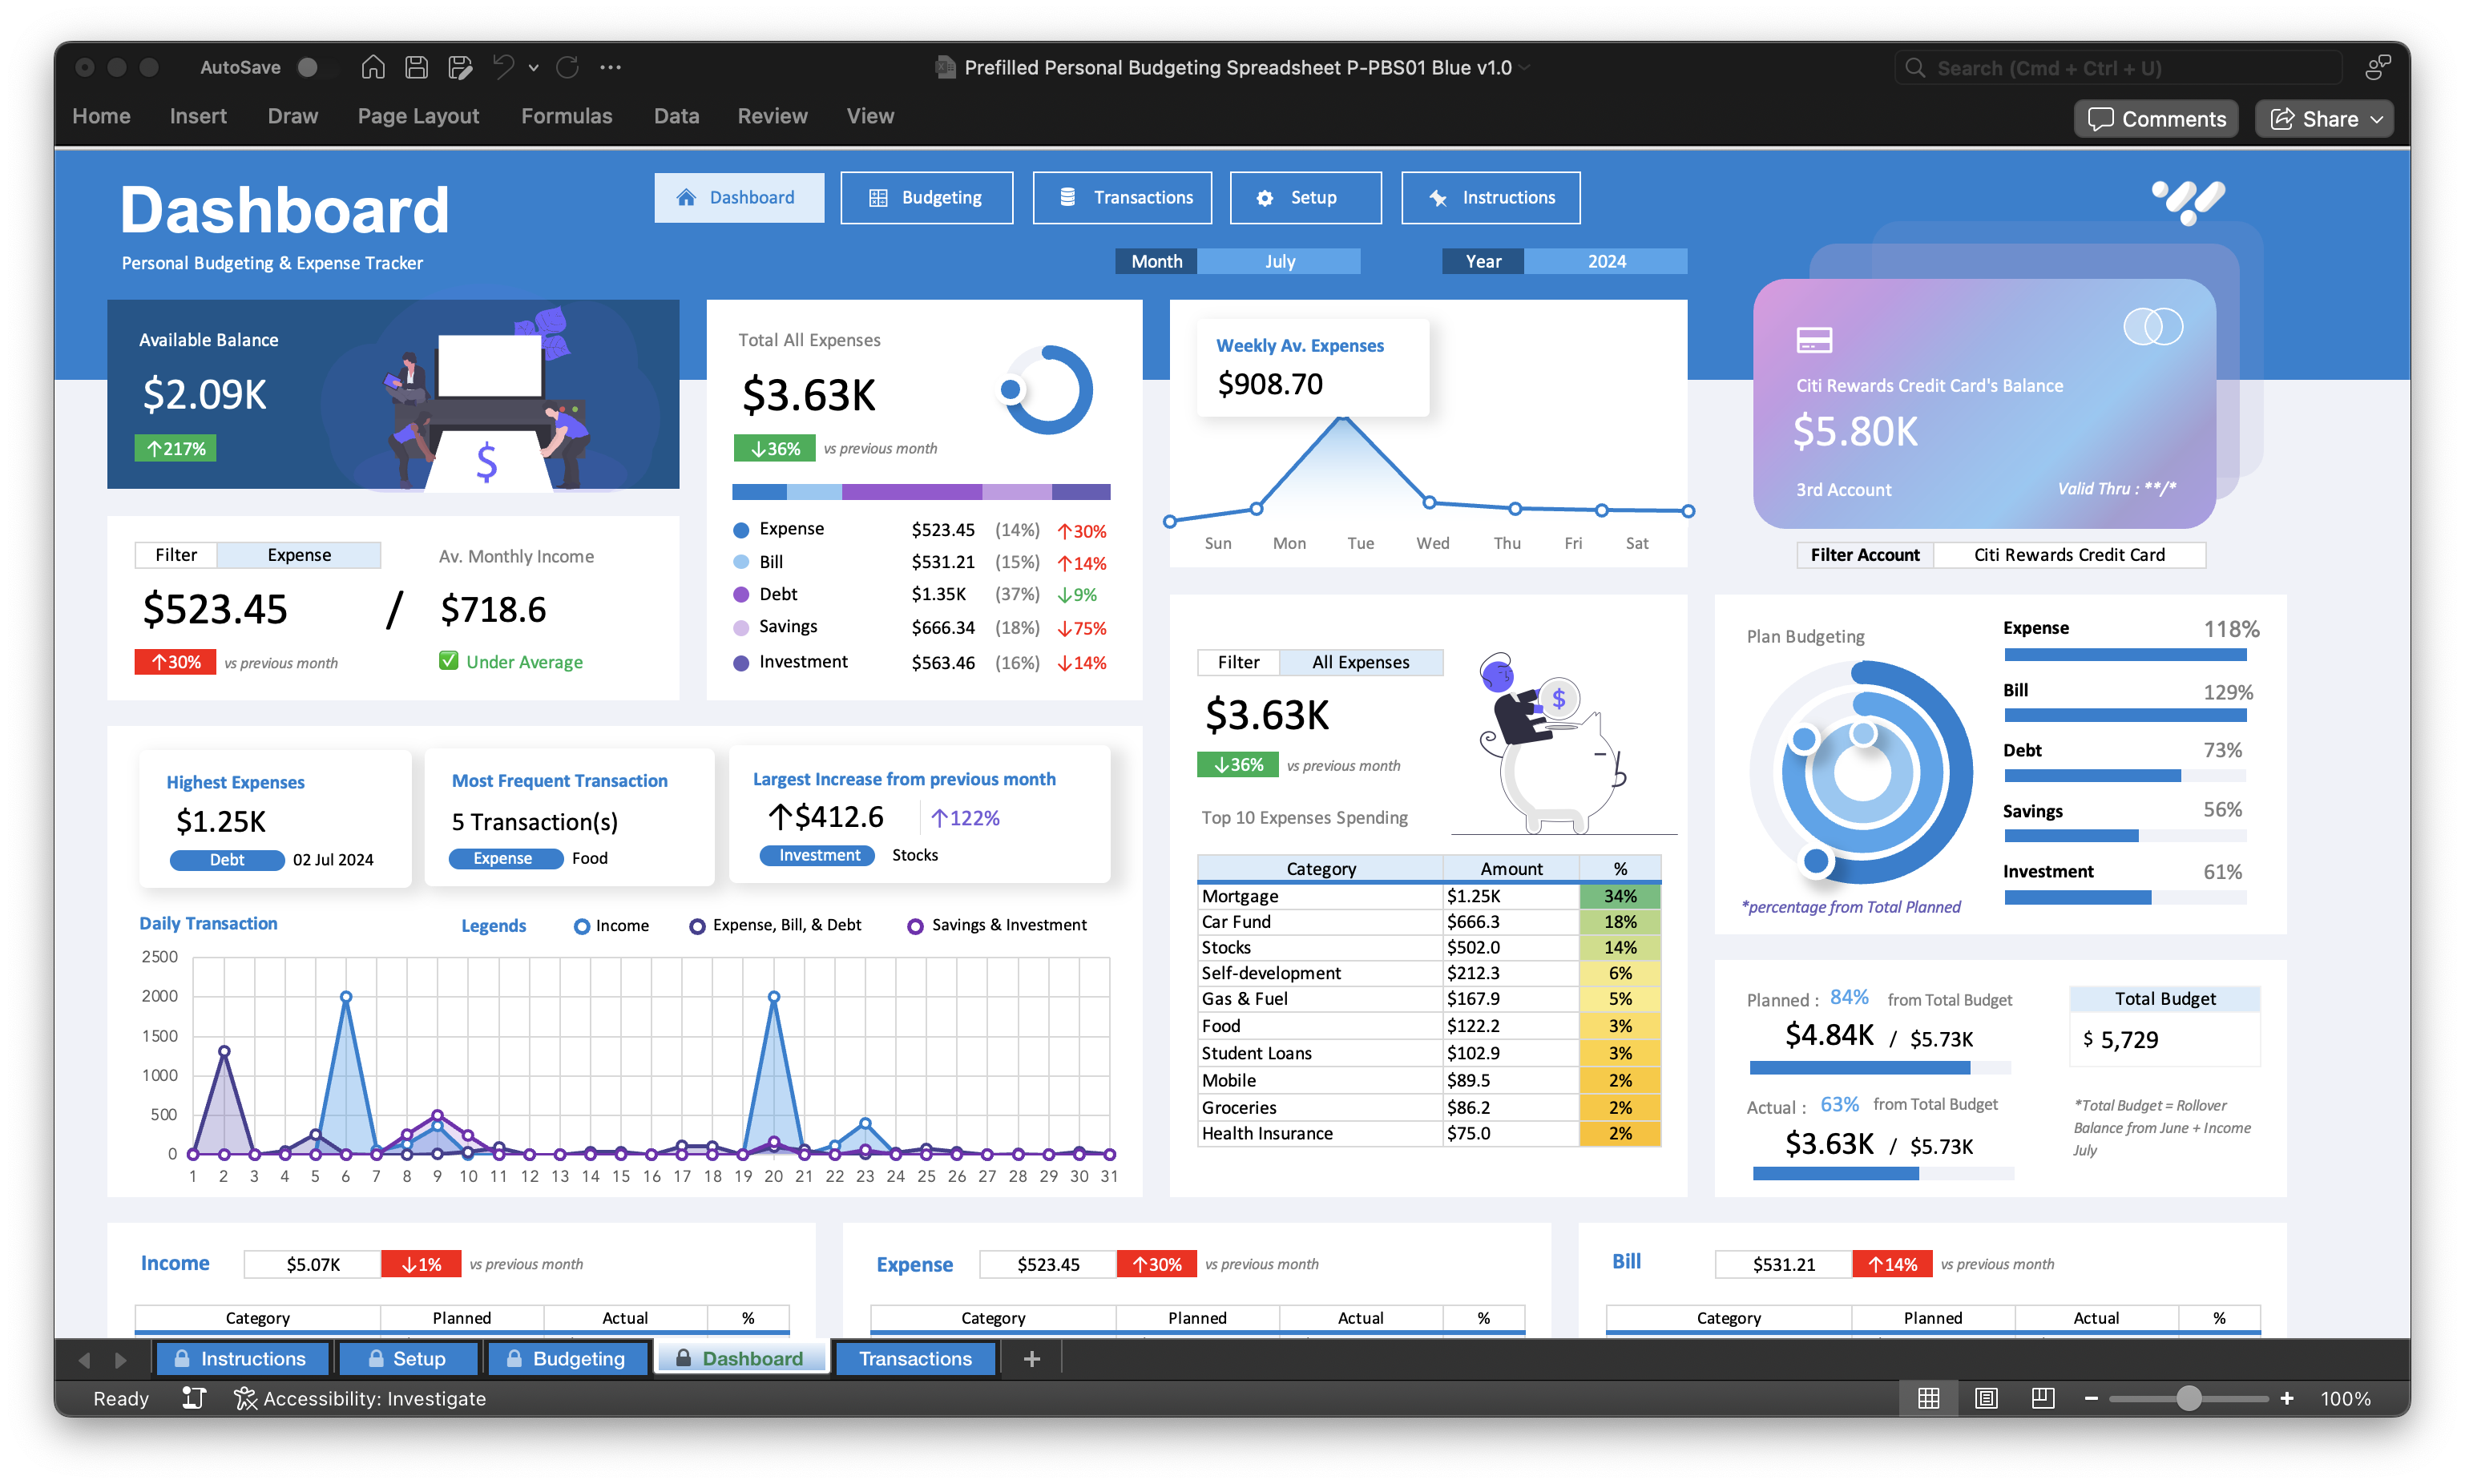 AutoSave
Prefilled Personal Budgeting Spreadsheet P-PBS01 Blue v1.0
Search (Cmd + Ctrl + U)
Home Insert Draw Page Layout Formulas Data Review View
Comments Share
Dashboard
Personal Budgeting & Expense Tracker
Dashboard Budgeting Transactions Setup Instructions
Month July Year 2024
Available Balance
$2.09K
↑217%
Filter Expense
$523.45 /
↑30% vs previous month
Av. Monthly Income
$718.6
✅ Under Average
Total All Expenses
$3.63K
↓36% vs previous month
Expense $523.45 (14%) ↑30%
Bill $531.21 (15%) ↑14%
Debt $1.35K (37%) ↓9%
Savings $666.34 (18%) ↓75%
Investment $563.46 (16%) ↓14%
Weekly Av. Expenses
$908.70
Sun Mon Tue Wed Thu Fri Sat
Citi Rewards Credit Card's Balance
$5.80K
3rd Account Valid Thru : **/*
Filter Account Citi Rewards Credit Card
Highest Expenses
$1.25K
Debt 02 Jul 2024
Most Frequent Transaction
5 Transaction(s)
Expense Food
Largest Increase from previous month
↑$412.6 ↑122%
Investment Stocks
Daily Transaction Legends Income Expense, Bill, & Debt Savings & Investment
2500
2000
1500
1000
500
0
1 2 3 4 5 6 7 8 9 10 11 12 13 14 15 16 17 18 19 20 21 22 23 24 25 26 27 28 29 30 31
Filter All Expenses
$3.63K
$
↓36% vs previous month
Top 10 Expenses Spending
Category Amount %
Mortgage $1.25K 34%
Car Fund $666.3 18%
Stocks $502.0 14%
Self-development $212.3 6%
Gas & Fuel $167.9 5%
Food $122.2 3%
Student Loans $102.9 3%
Mobile $89.5 2%
Groceries $86.2 2%
Health Insurance $75.0 2%
Plan Budgeting
*percentage from Total Planned
Expense 118%
Bill 129%
Debt 73%
Savings 56%
Investment 61%
Planned : 84% from Total Budget
$4.84K / $5.73K
Actual : 63% from Total Budget
$3.63K / $5.73K
Total Budget
$ 5,729
*Total Budget = Rollover
Balance from June + Income
July
Income $5.07K ↓1% vs previous month
Category Planned Actual %
Expense $523.45 ↑30% vs previous month
Category Planned Actual %
Bill $531.21 ↑14% vs previous month
Category Planned Actual %
Instructions Setup Budgeting Dashboard Transactions +
Ready Accessibility: Investigate
100%
$